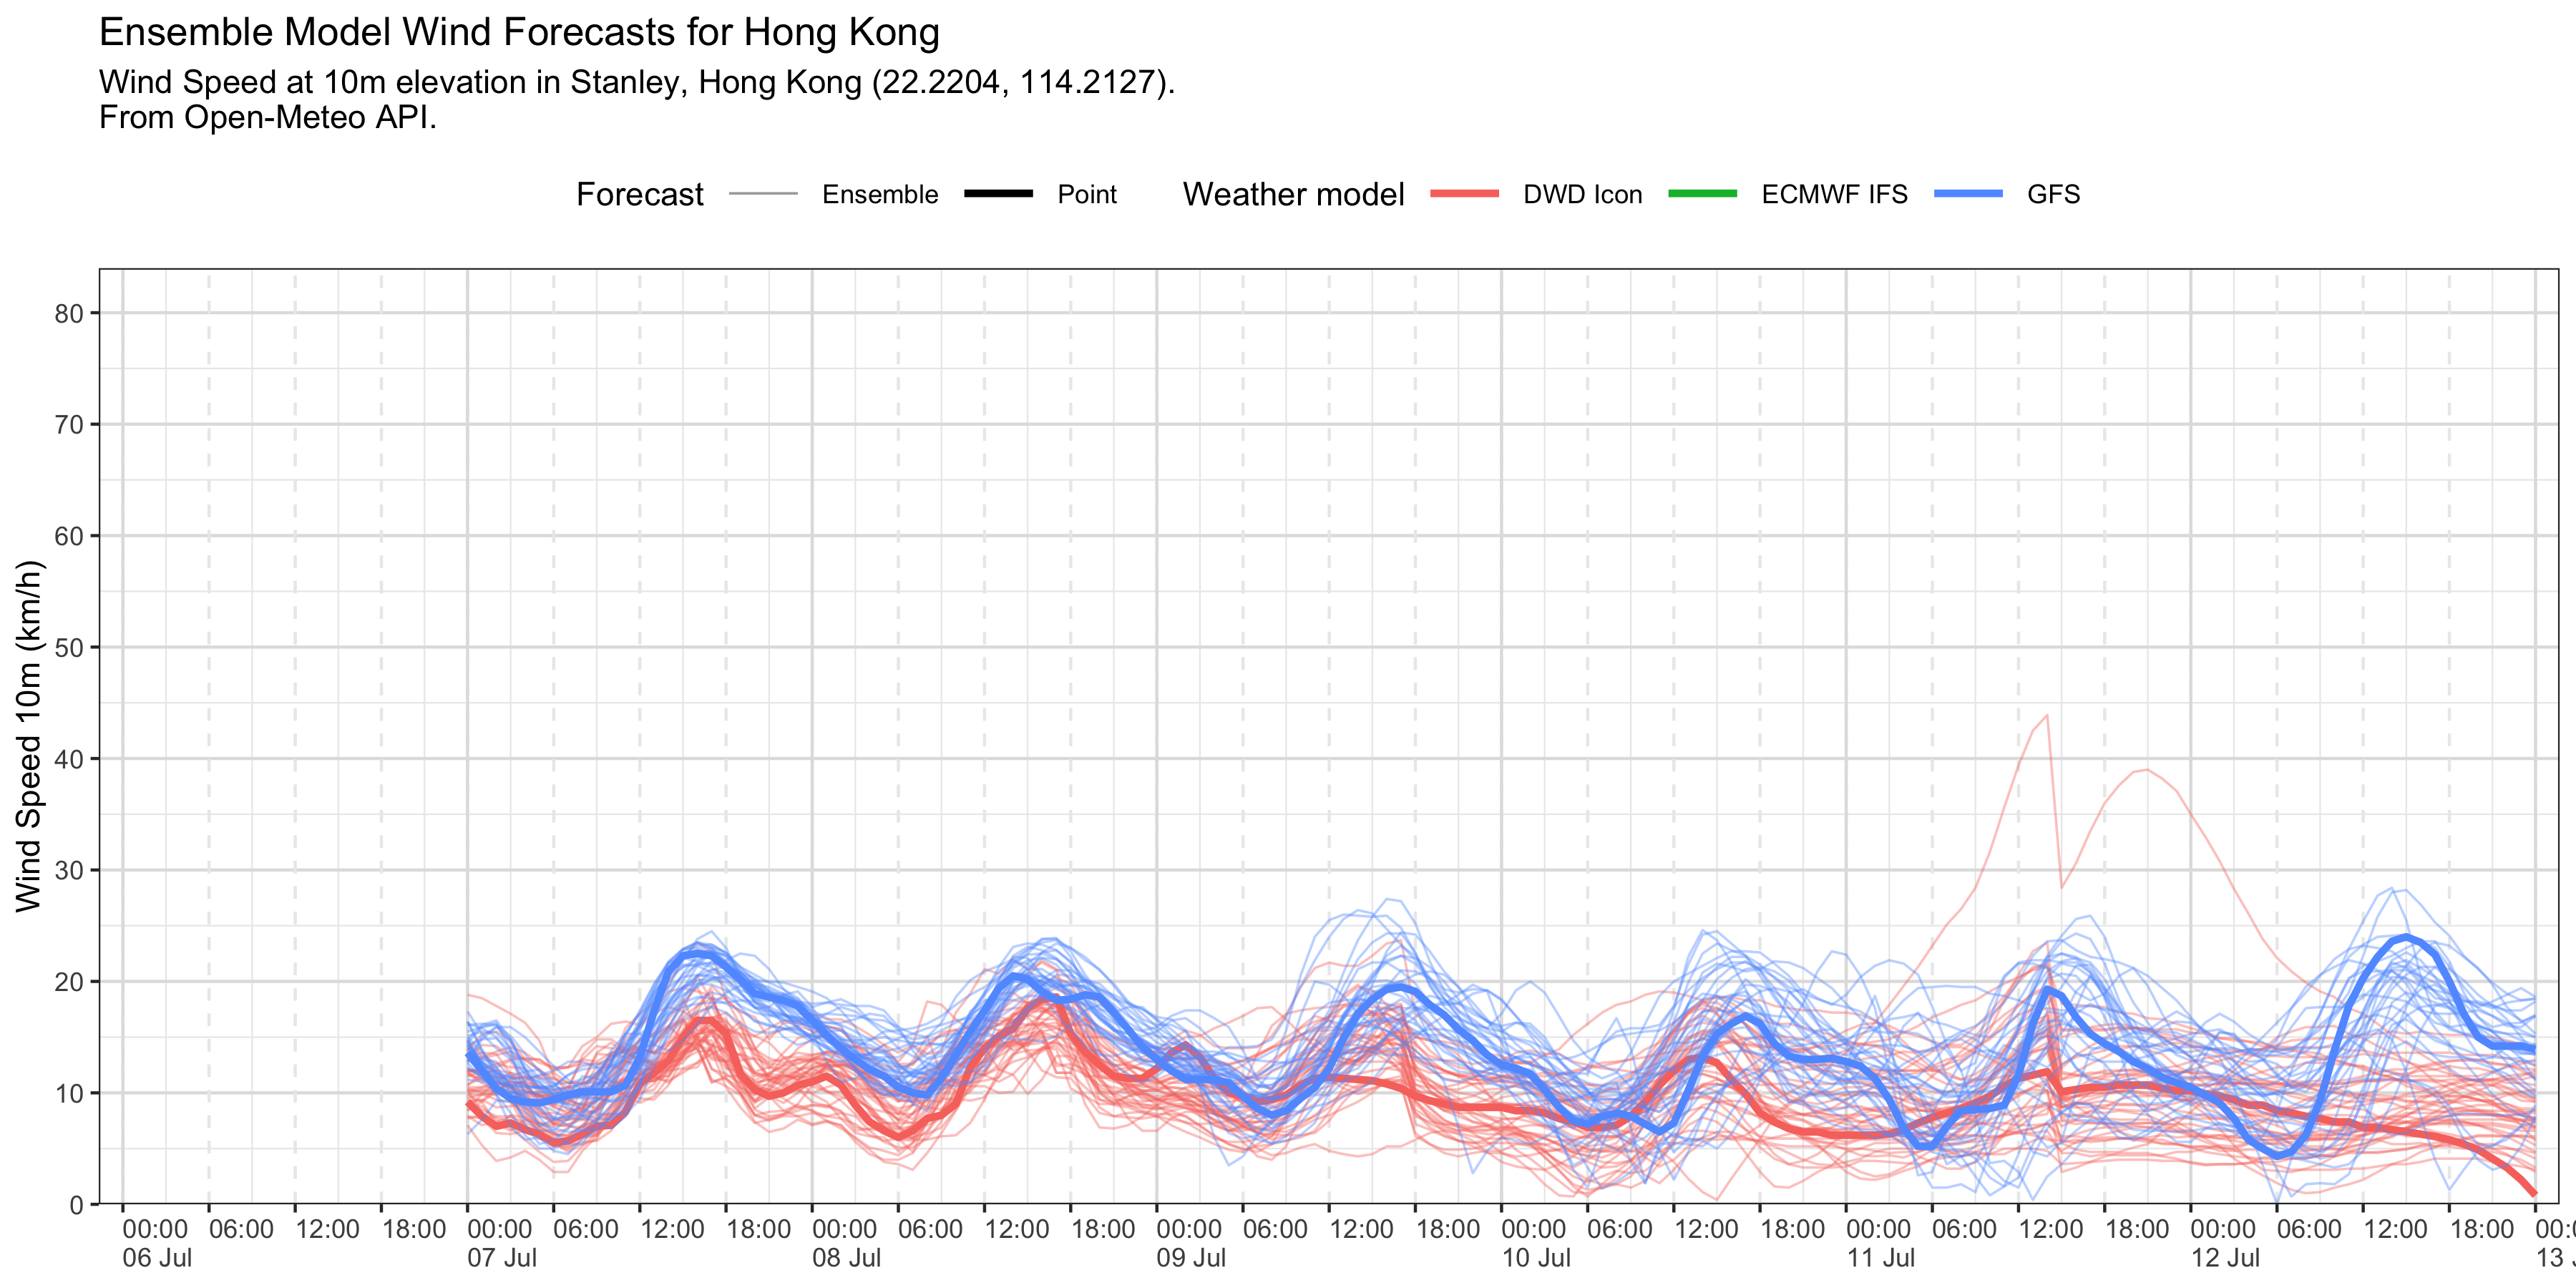 Ensemble Model Wind Forecasts for Hong Kong
Wind Speed at 10m elevation in Stanley, Hong Kong (22.2204, 114.2127).
From Open-Meteo API.
Forecast Ensemble Point Weather model DWD Icon ECMWF IFS GFS
Wind Speed 10m (km/h)
80
70
60
50
40
30
20
10
0
00:00 06:00 12:00 18:00 00:00 06:00 12:00 18:00 00:00 06:00 12:00 18:00 00:00 06:00 12:00 18:00 00:00 06:00 12:00 18:00 00:00 06:00 12:00 18:00 00:00 06:00 12:00 18:00 00:0
06 Jul 07 Jul 08 Jul 09 Jul 10 Jul 11 Jul 12 Jul 13